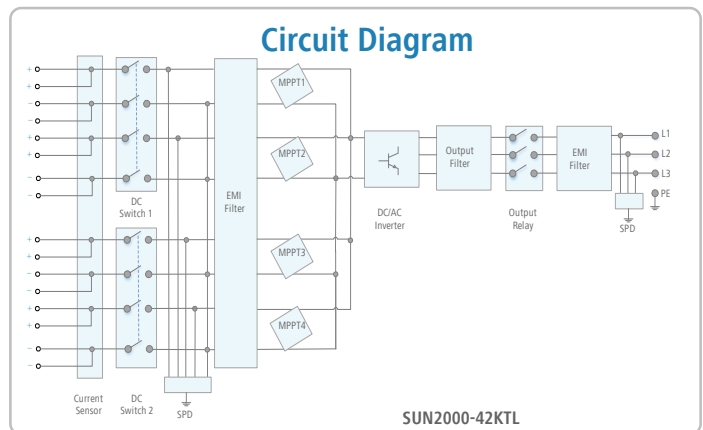 Circuit Diagram
+
+
−
−
+
+
−
−
+
+
−
−
+
+
−
−
DC
Switch 1
DC
Switch 2
Current
Sensor
SPD
EMI
Filter
MPPT1
MPPT2
MPPT3
MPPT4
DC/AC
Inverter
Output
Filter
Output
Relay
EMI
Filter
L1
L2
L3
PE
SPD
SUN2000-42KTL